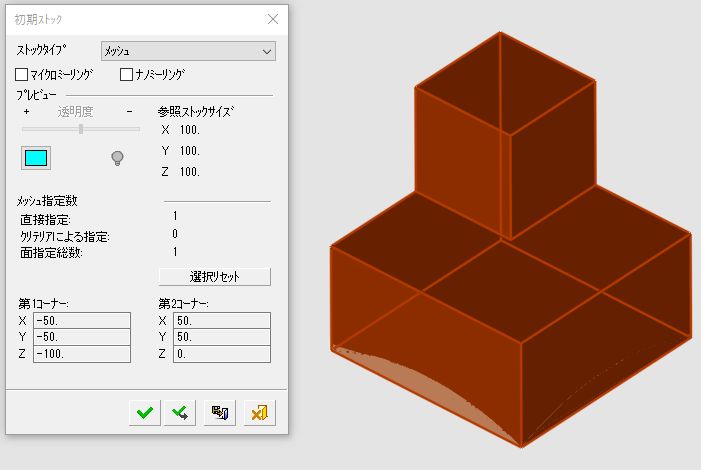 初期ｽﾄｯｸ
ｽﾄｯｸﾀｲﾌﾟ
ﾒｯｼｭ
ﾏｲｸﾛﾐｰﾘﾝｸﾞ
ﾅﾉﾐｰﾘﾝｸﾞ
ﾌﾟﾚﾋﾞｭｰ
+ 透明度 -
参照ｽﾄｯｸｻｲｽﾞ
X 100.
Y 100.
Z 100.
ﾒｯｼｭ指定数
直接指定: 1
ｸﾘﾃﾘｱによる指定: 0
面指定総数: 1
選択ﾘｾｯﾄ
第1ｺｰﾅｰ:
X -50.
Y -50.
Z -100.
第2ｺｰﾅｰ:
X 50.
Y 50.
Z 0.